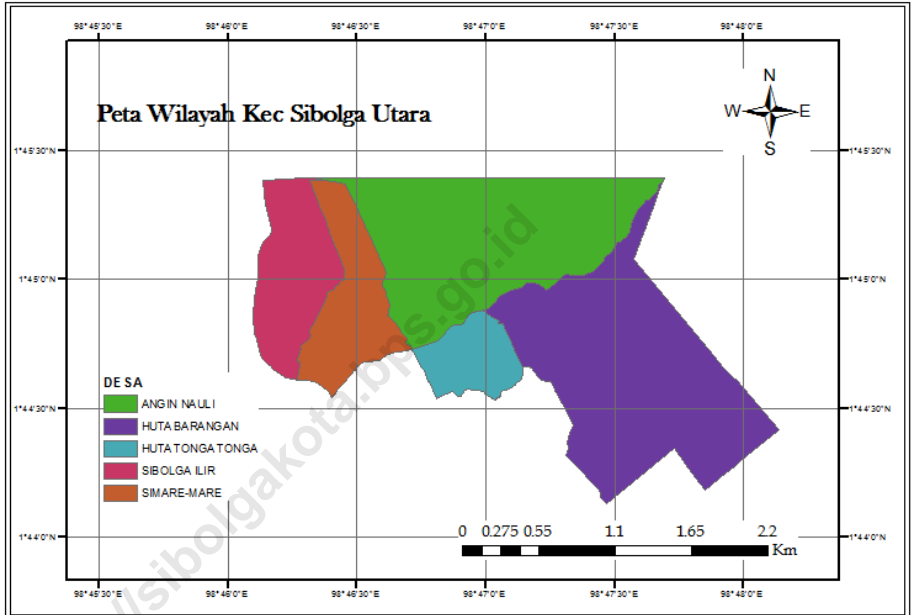 98°45'30"E 98°46'0"E 98°46'30"E 98°47'0"E 98°47'30"E 98°48'0"E
Peta Wilayah Kec Sibolga Utara
N
W E
S
1°45'30"N 1°45'30"N
1°45'0"N 1°45'0"N
1°44'30"N 1°44'30"N
1°44'0"N 1°44'0"N
DESA
ANGIN NAULI
HUTA BARANGAN
HUTA TONGA TONGA
SIBOLGA ILIR
SIMARE-MARE
0 0.275 0.55 1.1 1.65 2.2
Km
98°45'30"E 98°46'0"E 98°46'30"E 98°47'0"E 98°47'30"E 98°48'0"E
//sibolgakota.bps.go.id